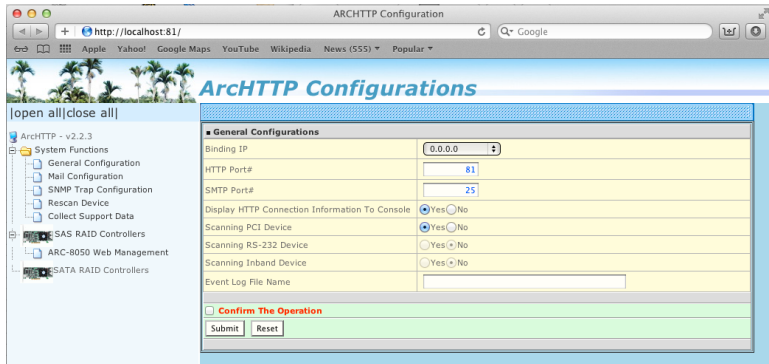 ARCHTTP Configuration
http://localhost:81/
Google
Apple Yahoo! Google Maps YouTube Wikipedia News (555) Popular
ArcHTTP Configurations
|open all|close all|
ArcHTTP - v2.2.3
System Functions
General Configuration
Mail Configuration
SNMP Trap Configuration
Rescan Device
Collect Support Data
SAS RAID Controllers
ARC-8050 Web Management
SATA RAID Controllers
General Configurations
Binding IP 0.0.0.0
HTTP Port# 81
SMTP Port# 25
Display HTTP Connection Information To Console Yes No
Scanning PCI Device Yes No
Scanning RS-232 Device Yes No
Scanning Inband Device Yes No
Event Log File Name
Confirm The Operation
Submit Reset